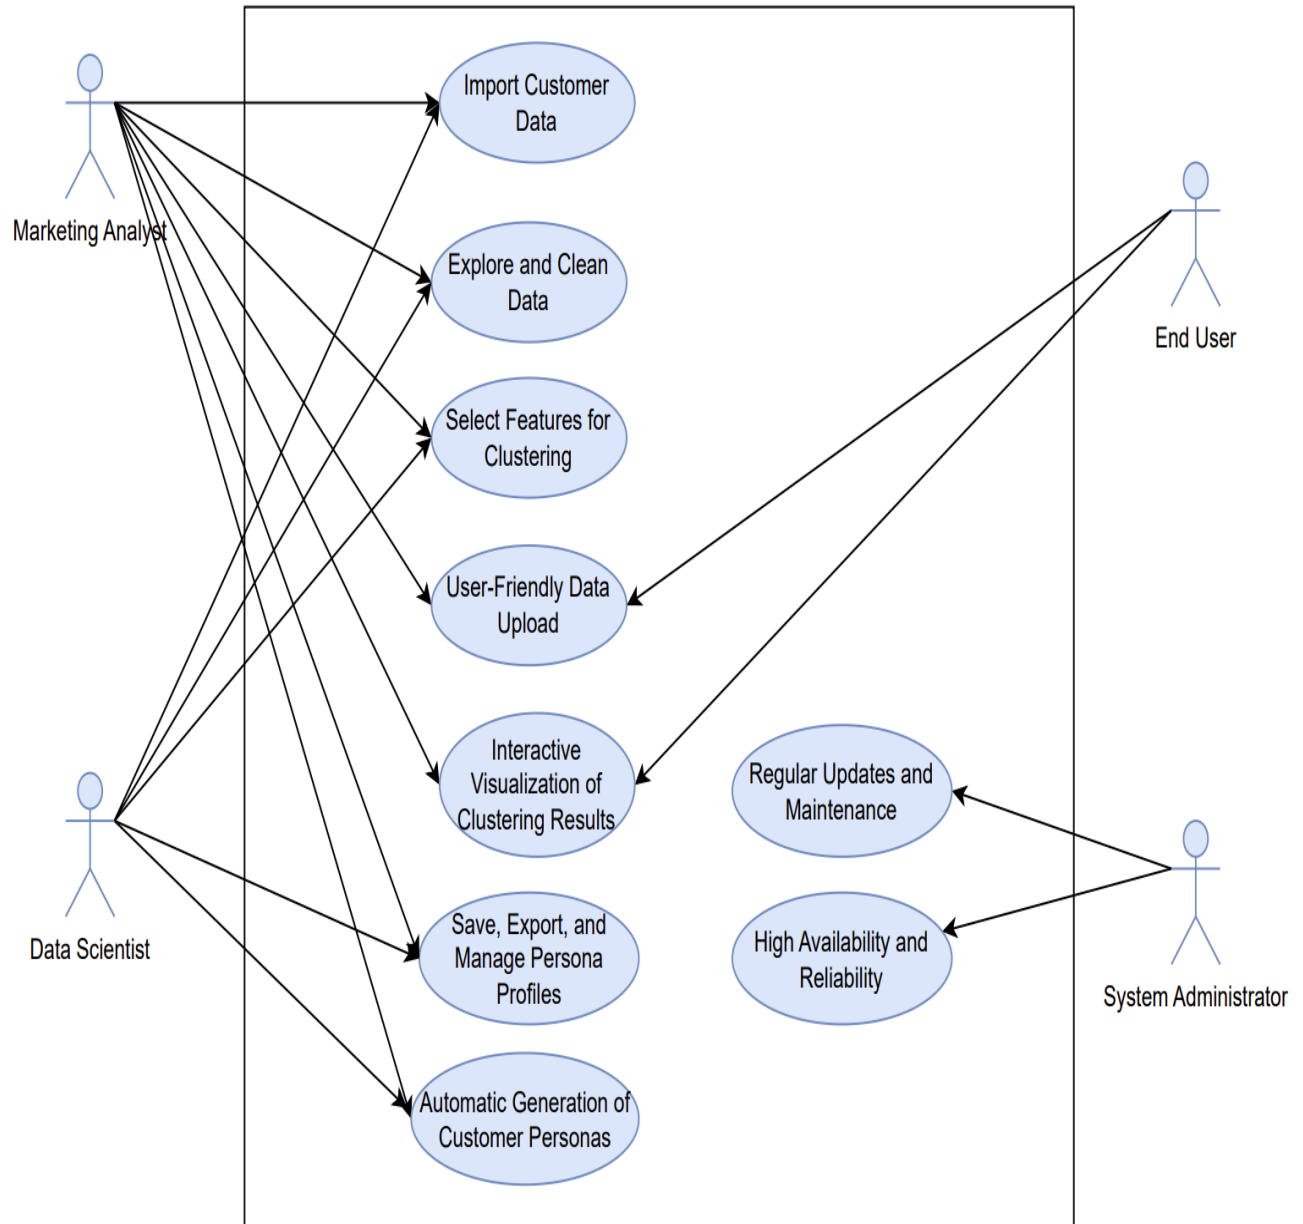 Marketing Analyst
Data Scientist
Import Customer
Data
Explore and Clean
Data
Select Features for
Clustering
User-Friendly Data
Upload
Interactive
Visualization of
Clustering Results
Save, Export, and
Manage Persona
Profiles
Automatic Generation of
Customer Personas
Regular Updates and
Maintenance
High Availability and
Reliability
End User
System Administrator